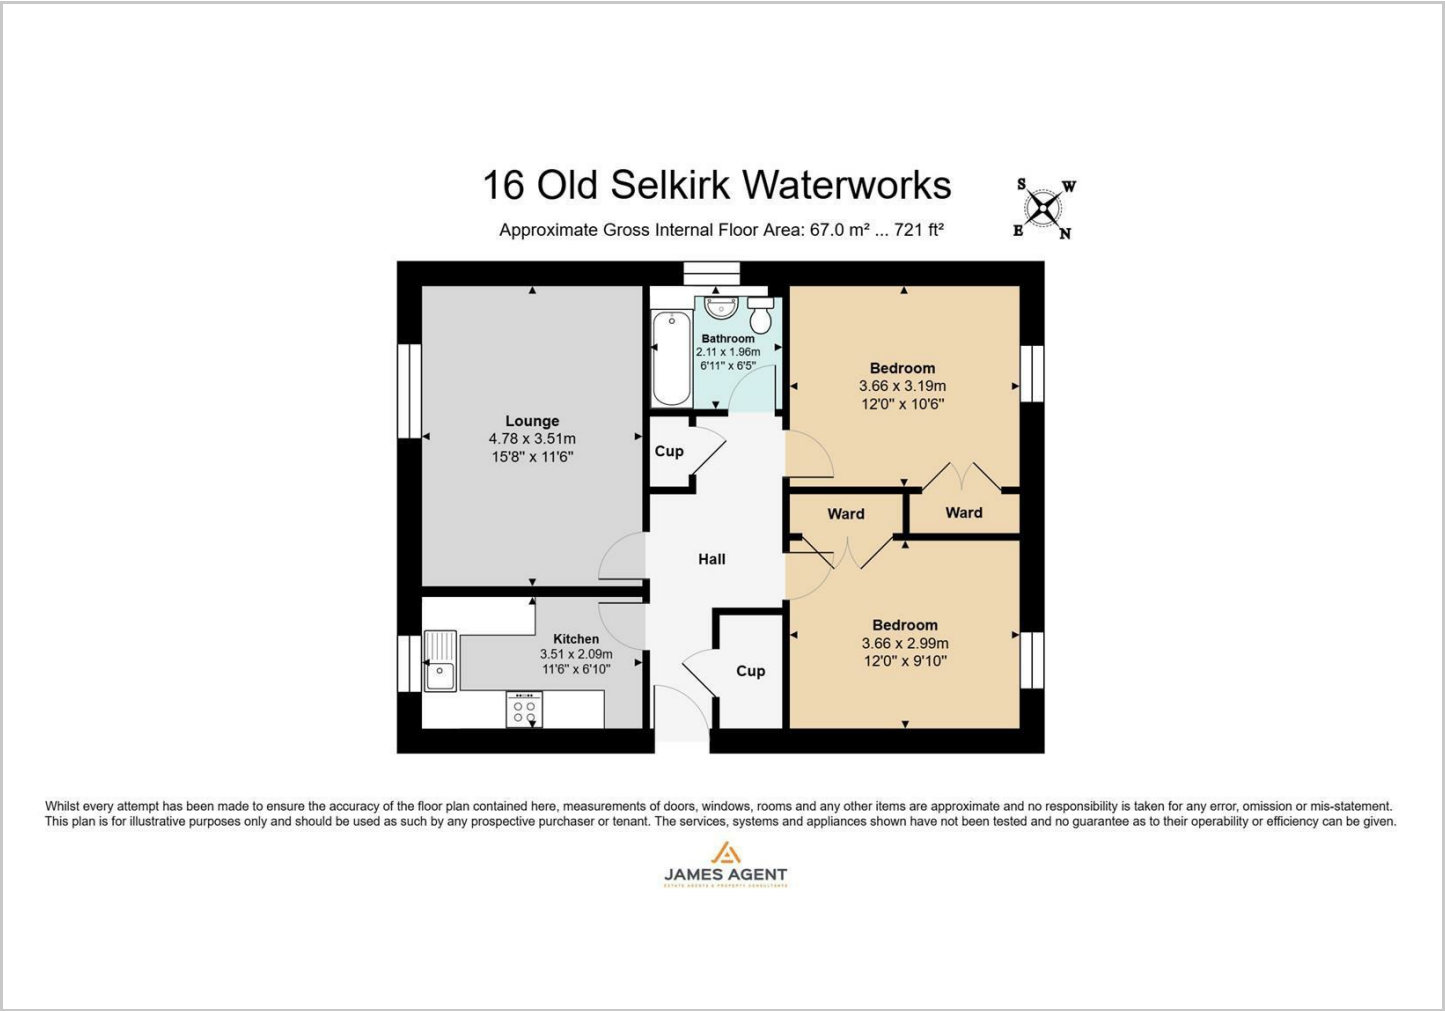 16 Old Selkirk Waterworks
Approximate Gross Internal Floor Area: 67.0 m² ... 721 ft²
S W
E N
Bathroom
2.11 x 1.96m
6'11" x 6'5"
Bedroom
3.66 x 3.19m
12'0" x 10'6"
Lounge
4.78 x 3.51m
15'8" x 11'6"
Cup
Ward
Ward
Hall
Kitchen
3.51 x 2.09m
11'6" x 6'10"
Bedroom
3.66 x 2.99m
12'0" x 9'10"
Cup
Whilst every attempt has been made to ensure the accuracy of the floor plan contained here, measurements of doors, windows, rooms and any other items are approximate and no responsibility is taken for any error, omission or mis-statement.
This plan is for illustrative purposes only and should be used as such by any prospective purchaser or tenant. The services, systems and appliances shown have not been tested and no guarantee as to their operability or efficiency can be given.
JAMES AGENT
ESTATE AGENTS & PROPERTY CONSULTANTS